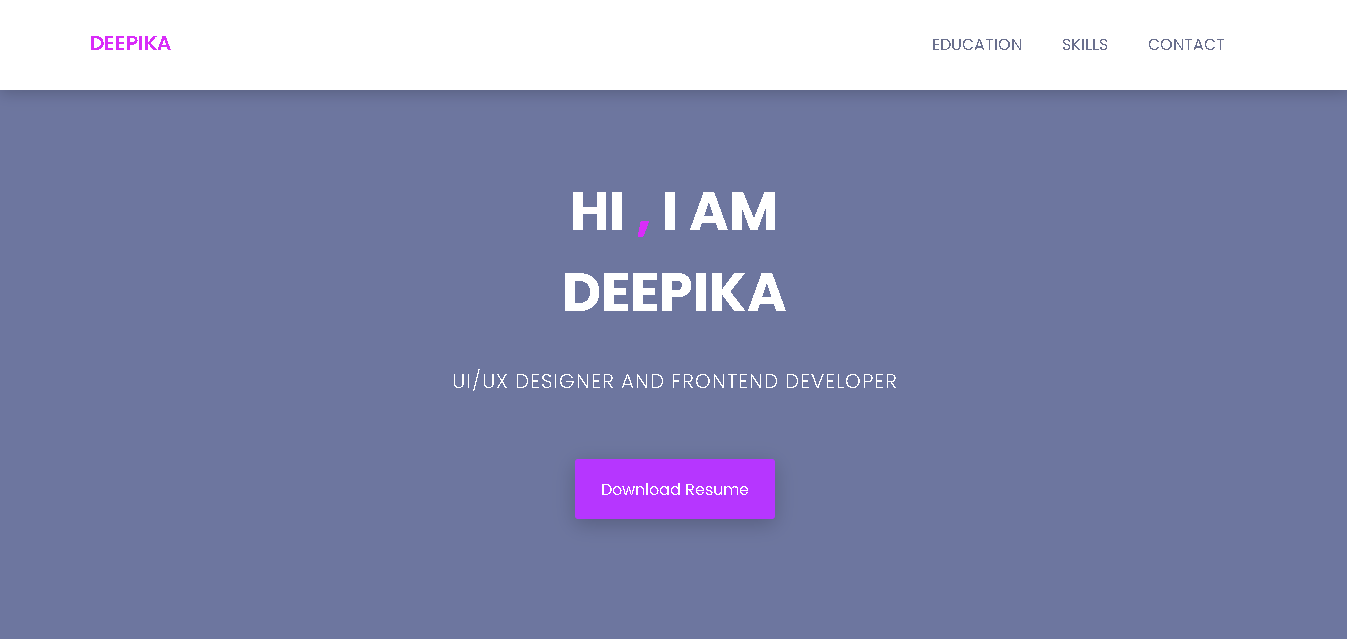 DEEPIKA
EDUCATION SKILLS CONTACT
HI , I AM
DEEPIKA
UI/UX DESIGNER AND FRONTEND DEVELOPER
Download Resume